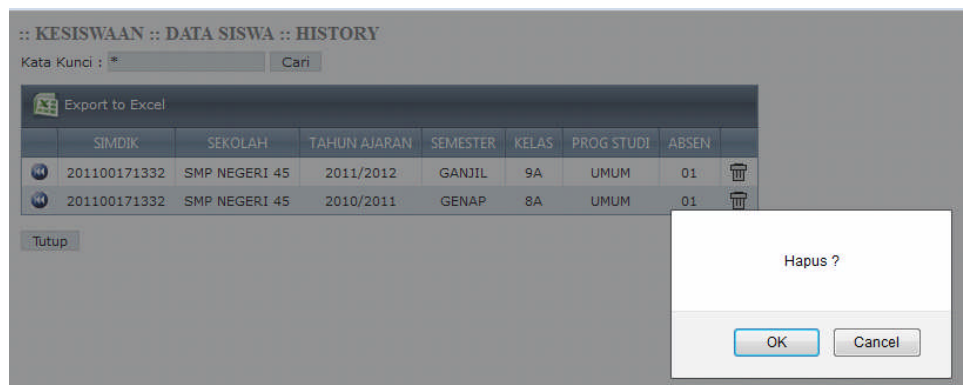 :: KESISWAAN :: DATA SISWA :: HISTORY
Kata Kunci : * Cari
Export to Excel
SIMDIK SEKOLAH TAHUN AJARAN SEMESTER KELAS PROG STUDI ABSEN
201100171332 SMP NEGERI 45 2011/2012 GANJIL 9A UMUM 01
201100171332 SMP NEGERI 45 2010/2011 GENAP 8A UMUM 01
Tutup
Hapus ?
OK Cancel